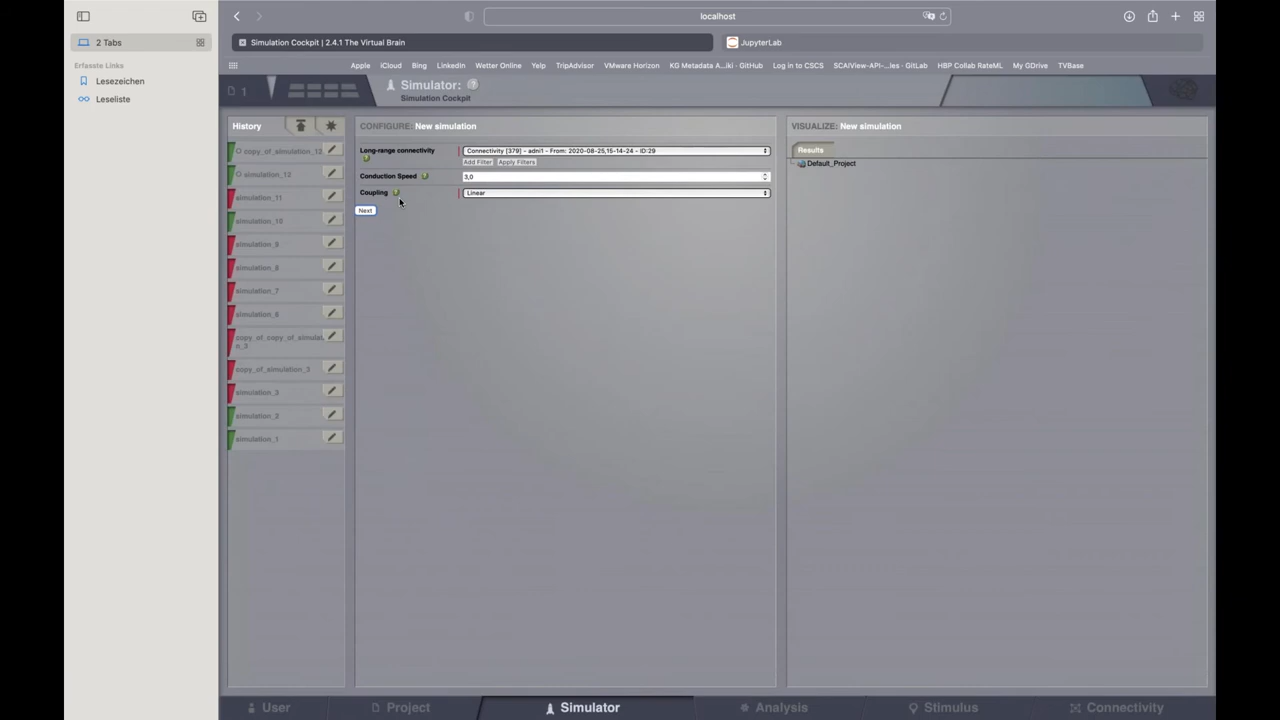 localhost
2 Tabs
Simulation Cockpit | 2.4.1 The Virtual Brain
JupyterLab
Erfasste Links
Lesezeichen
Leseliste
Apple iCloud Bing LinkedIn Wetter Online Yelp TripAdvisor VMware Horizon KG Metadata A...iki · GitHub Log in to CSCS SCAIView-API-...les · GitLab HBP Collab RateML My GDrive TVBase
1
Simulator: ?
Simulation Cockpit
History
copy_of_simulation_12
simulation_12
simulation_11
simulation_10
simulation_9
simulation_8
simulation_7
simulation_6
copy_of_copy_of_simulatio
n_3
copy_of_simulation_3
simulation_3
simulation_2
simulation_1
CONFIGURE: New simulation
Long-range connectivity
Connectivity [379] - adni1 - From: 2020-08-25,15-14-24 - ID:29
Add Filter Apply Filters
Conduction Speed
3,0
Coupling
Linear
Next
VISUALIZE: New simulation
Results
Default_Project
User Project Simulator Analysis Stimulus Connectivity